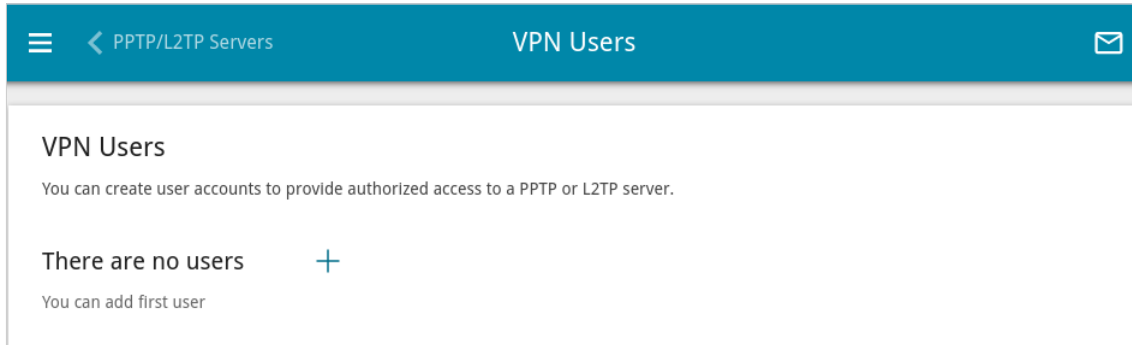 PPTP/L2TP Servers
VPN Users
VPN Users
You can create user accounts to provide authorized access to a PPTP or L2TP server.
There are no users
You can add first user